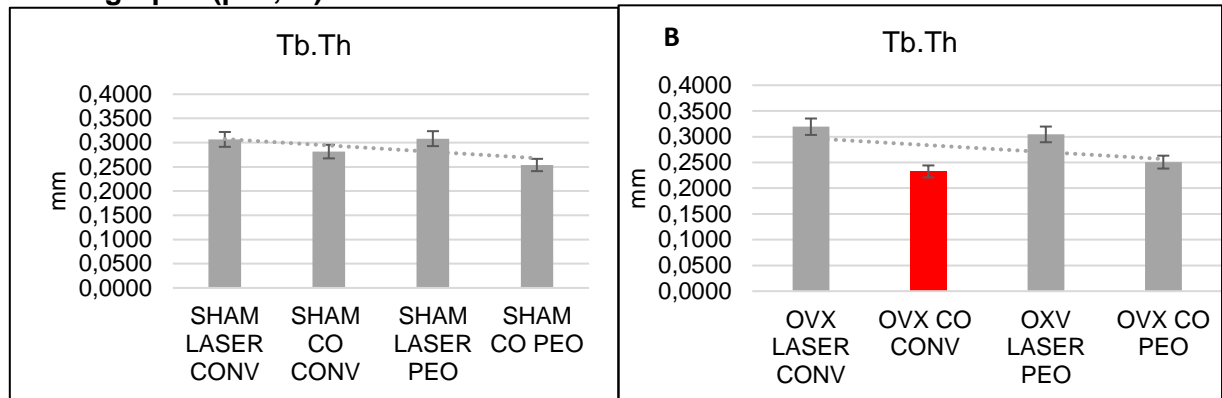 Tb.Th
0,4000
0,3500
0,3000
0,2500
0,2000
0,1500
0,1000
0,0500
0,0000
mm
SHAM LASER CONV
SHAM CO CONV
SHAM LASER PEO
SHAM CO PEO
B
Tb.Th
0,4000
0,3500
0,3000
0,2500
0,2000
0,1500
0,1000
0,0500
0,0000
mm
OVX LASER CONV
OVX CO CONV
OXV LASER PEO
OVX CO PEO